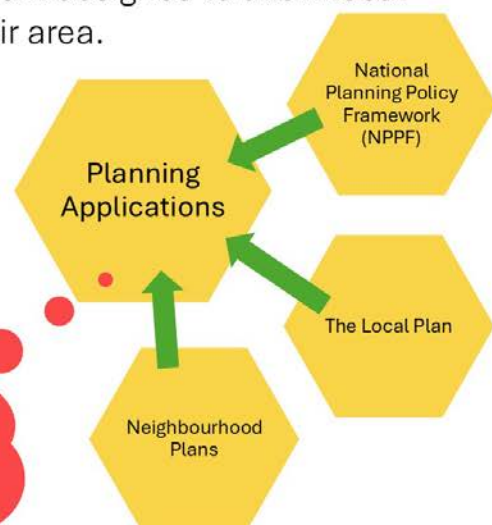 ir area.
National
Planning Policy
Framework
(NPPF)
Planning
Applications
The Local Plan
Neighbourhood
Plans